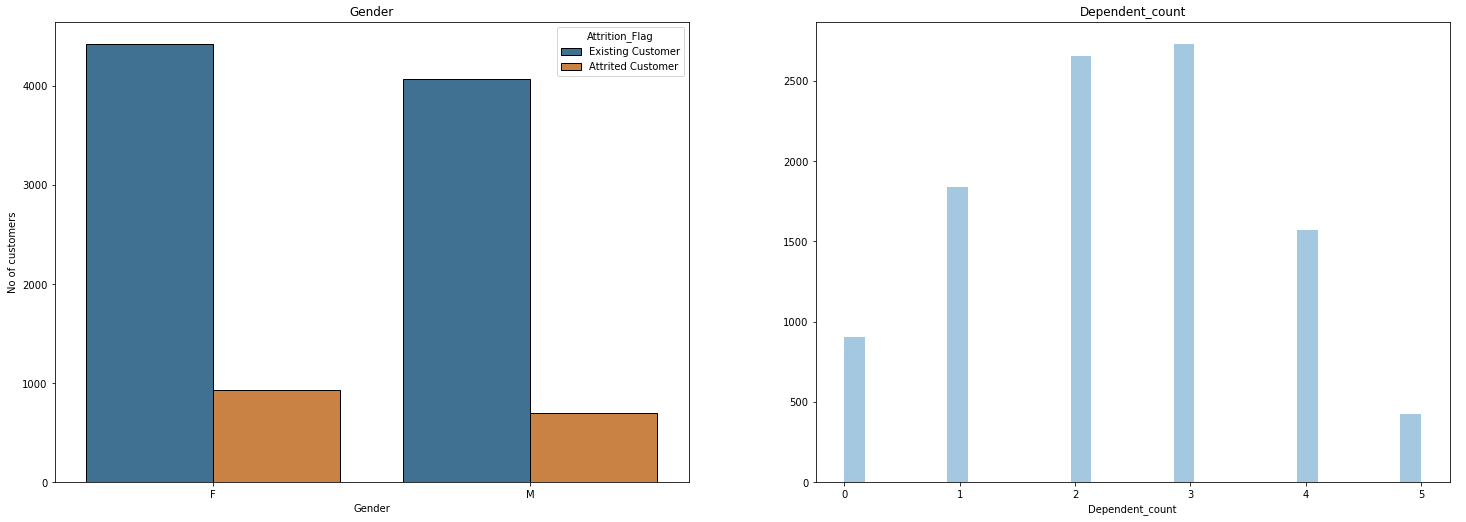 Gender
Attrition_Flag
Existing Customer
Attrited Customer
No of customers
4000
3000
2000
1000
0
F
M
Gender
Dependent_count
2500
2000
1500
1000
500
0
0
1
2
3
4
5
Dependent_count